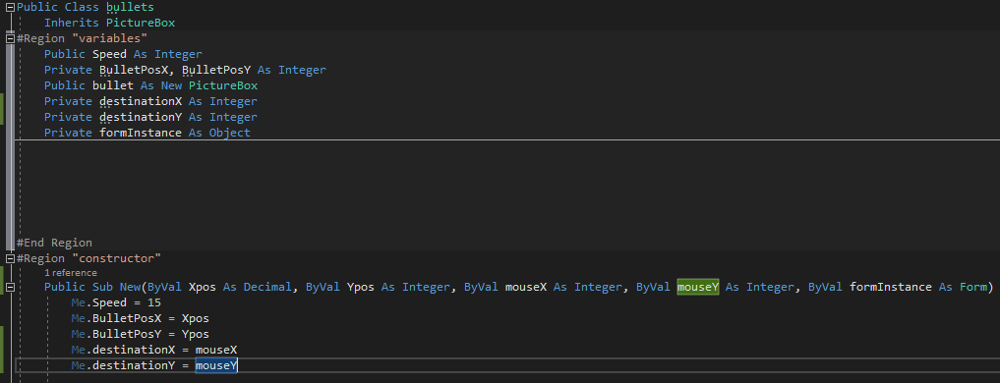 Public Class bullets
Inherits PictureBox
#Region "variables"
Public Speed As Integer
Private BulletPosX, BulletPosY As Integer
Public bullet As New PictureBox
Private destinationX As Integer
Private destinationY As Integer
Private formInstance As Object
#End Region
#Region "constructor"
1 reference
Public Sub New(ByVal Xpos As Decimal, ByVal Ypos As Integer, ByVal mouseX As Integer, ByVal mouseY As Integer, ByVal formInstance As Form)
Me.Speed = 15
Me.BulletPosX = Xpos
Me.BulletPosY = Ypos
Me.destinationX = mouseX
Me.destinationY = mouseY